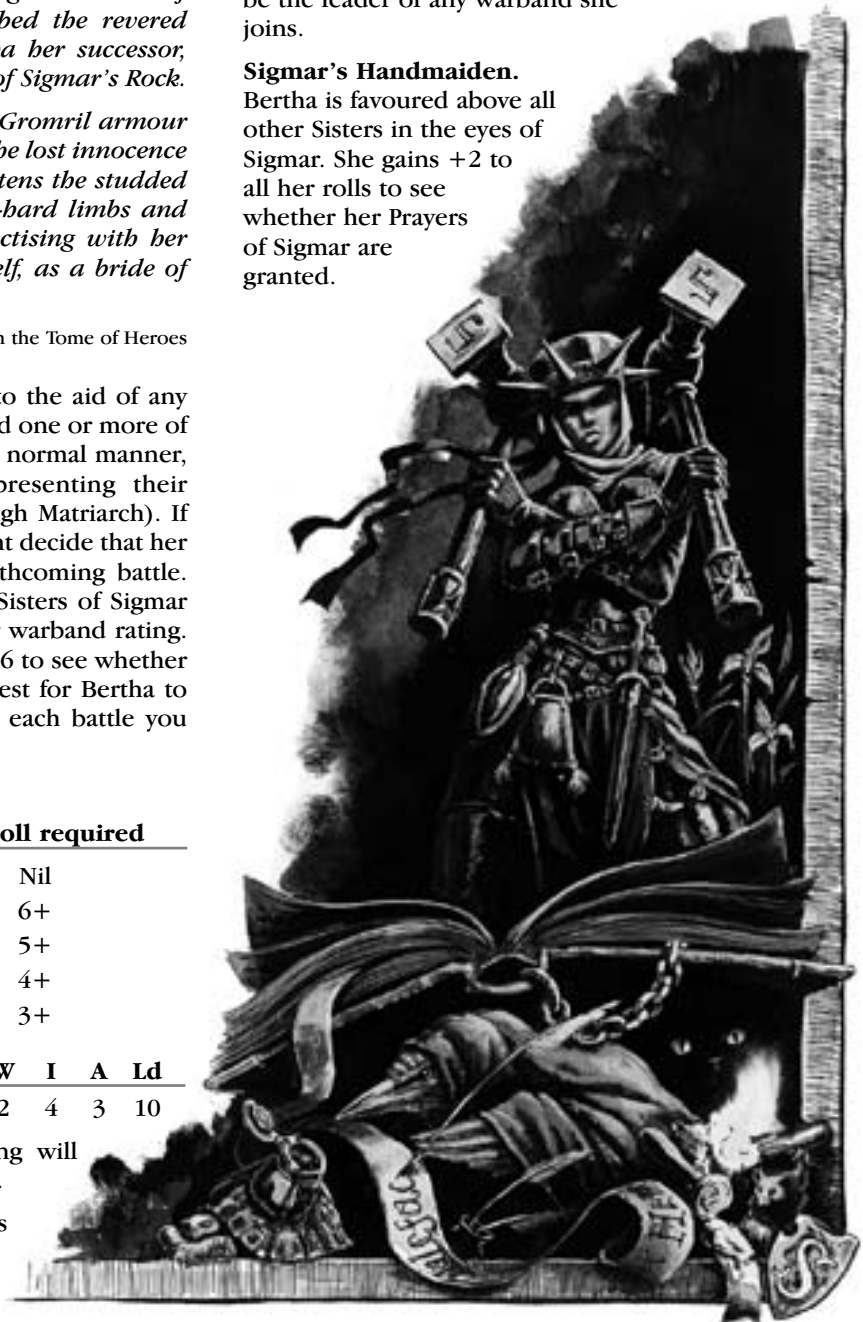 bed the revered
her successor,
of Sigmar's Rock.
Gromril armour
lost innocence
tens the studded
-hard limbs and
ctising with her
elf, as a bride of
the Tome of Heroes
to the aid of any
d one or more of
normal manner,
presenting their
gh Matriarch). If
nt decide that her
thcoming battle.
Sisters of Sigmar
warband rating.
6 to see whether
est for Bertha to
each battle you
oll required
Nil
6+
5+
4+
3+
W I A Ld
2 4 3 10
ng will
s
be the leader of any warband she
joins.
Sigmar's Handmaiden.
Bertha is favoured above all
other Sisters in the eyes of
Sigmar. She gains +2 to
all her rolls to see
whether her Prayers
of Sigmar are
granted.